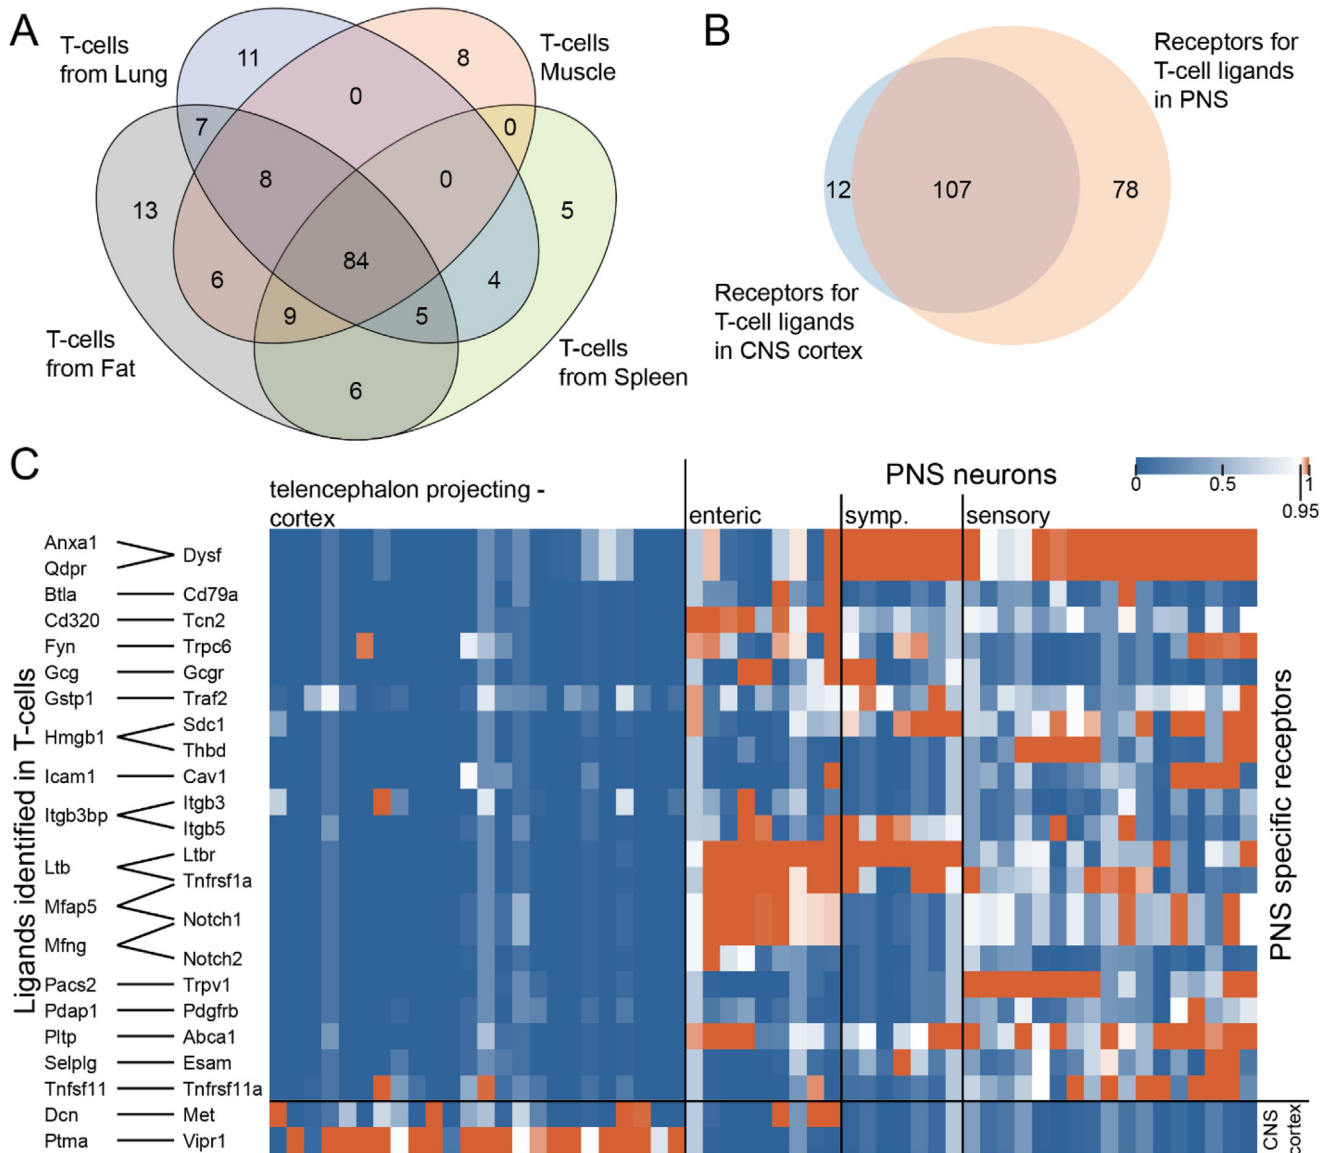 A
T-cells
from Lung
T-cells
Muscle
T-cells
from Fat
T-cells
from Spleen
11
8
0
7
0
8
0
13
5
84
6
4
9
5
6
B
Receptors for
T-cell ligands
in PNS
12
107
78
Receptors for
T-cell ligands
in CNS cortex
C
telencephalon projecting -
cortex
PNS neurons
enteric
symp.
sensory
0
0.5
1
0.95
Ligands identified in T-cells
Anxa1
Qdpr
Dysf
Btla
Cd79a
Cd320
Tcn2
Fyn
Trpc6
Gcg
Gcgr
Gstp1
Traf2
Hmgb1
Sdc1
Thbd
Icam1
Cav1
Itgb3bp
Itgb3
Itgb5
Ltb
Ltbr
Tnfrsf1a
Mfap5
Notch1
Mfng
Notch2
Pacs2
Trpv1
Pdap1
Pdgfrb
Pltp
Abca1
Selplg
Esam
Tnfsf11
Tnfrsf11a
Dcn
Met
Ptma
Vipr1
PNS specific receptors
CNS
cortex